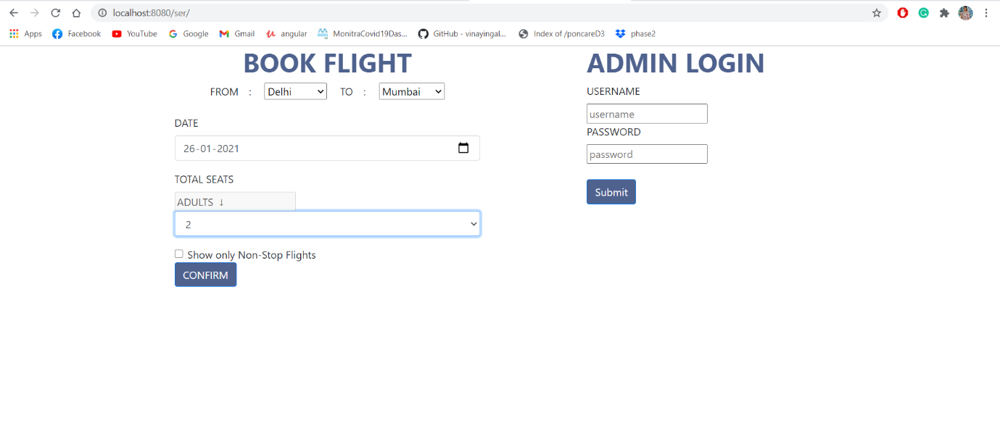 localhost:8080/ser/
Apps Facebook YouTube Google Gmail angular MonitraCovid19Das... GitHub - vinayingal... Index of /poncareD3 phase2
BOOK FLIGHT
FROM : Delhi TO : Mumbai
DATE
26-01-2021
TOTAL SEATS
ADULTS ↓
2
Show only Non-Stop Flights
CONFIRM
ADMIN LOGIN
USERNAME
username
PASSWORD
password
Submit